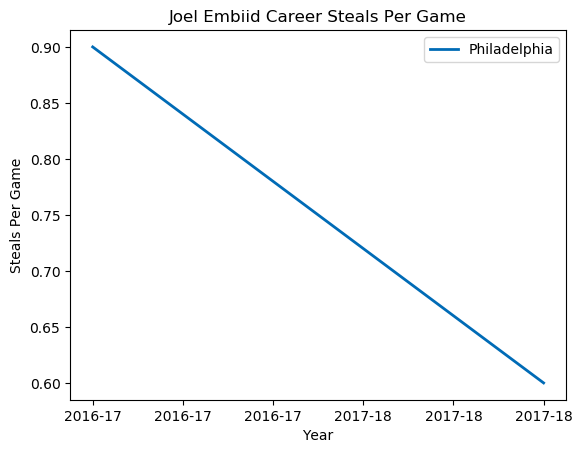 Joel Embiid Career Steals Per Game
Philadelphia
0.90
0.85
0.80
0.75
0.70
0.65
0.60
Steals Per Game
2016-17 2016-17 2016-17 2017-18 2017-18 2017-18
Year